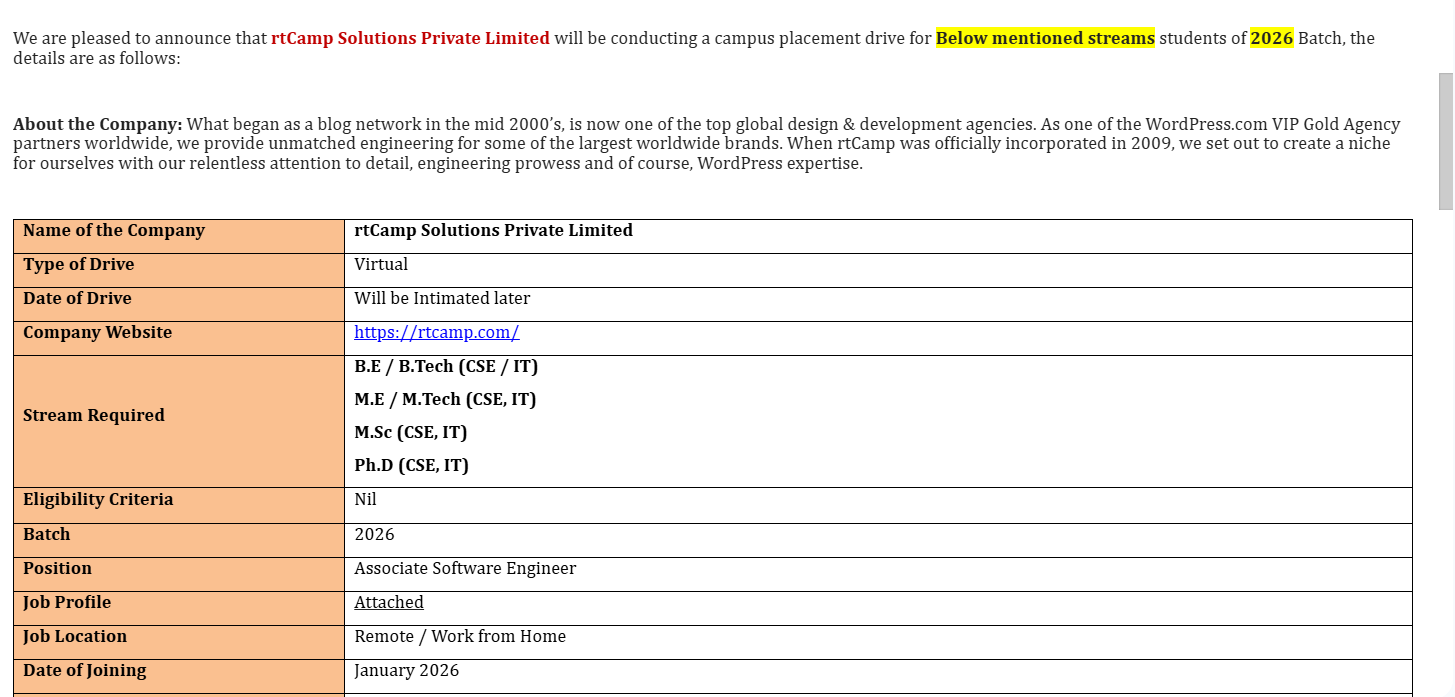 We are pleased to announce that rtCamp Solutions Private Limited will be conducting a campus placement drive for Below mentioned streams students of 2026 Batch, the
details are as follows:
About the Company: What began as a blog network in the mid 2000’s, is now one of the top global design & development agencies. As one of the WordPress.com VIP Gold Agency
partners worldwide, we provide unmatched engineering for some of the largest worldwide brands. When rtCamp was officially incorporated in 2009, we set out to create a niche
for ourselves with our relentless attention to detail, engineering prowess and of course, WordPress expertise.
Name of the Company rtCamp Solutions Private Limited
Type of Drive Virtual
Date of Drive Will be Intimated later
Company Website https://rtcamp.com/
Stream Required
B.E / B.Tech (CSE / IT)
M.E / M.Tech (CSE, IT)
M.Sc (CSE, IT)
Ph.D (CSE, IT)
Eligibility Criteria Nil
Batch 2026
Position Associate Software Engineer
Job Profile Attached
Job Location Remote / Work from Home
Date of Joining January 2026